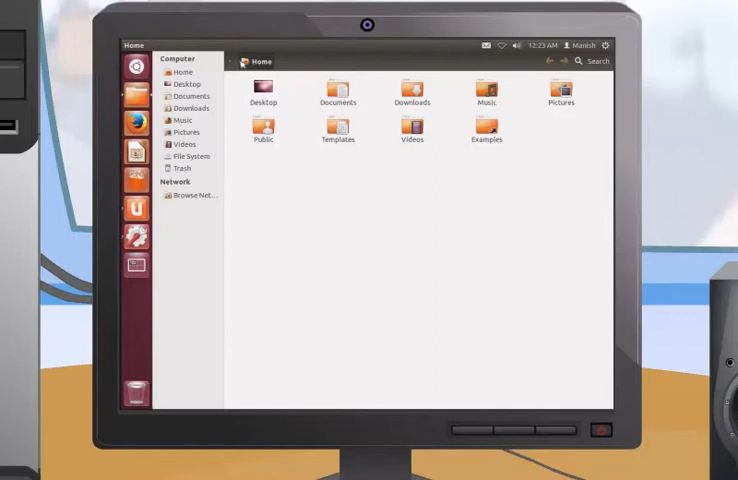 Home
12:23 AM Manish
Computer
Home
Desktop
Documents
Downloads
Music
Pictures
Videos
File System
Trash
Network
Browse Net...
Home
Search
Desktop Documents Downloads Music Pictures
Public Templates Videos Examples